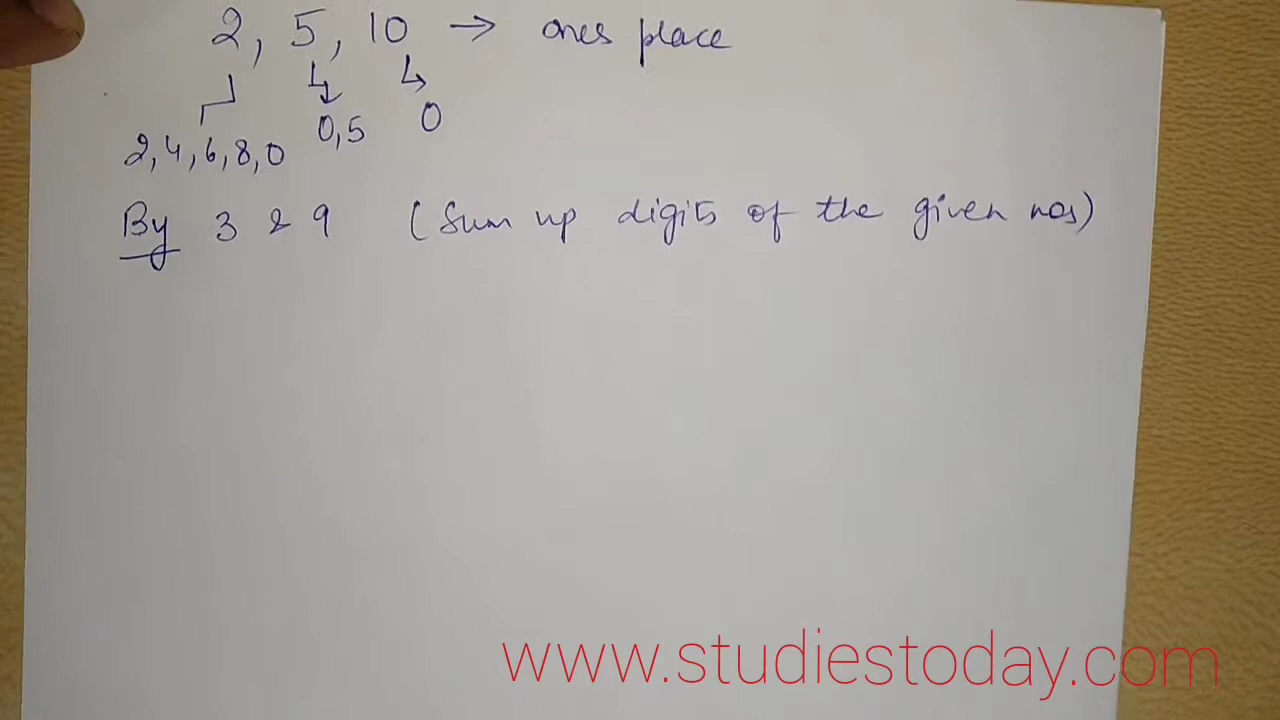 2, 5, 10 → ones place
0,5 0
2,4,6,8,0
By 3 & 9 (Sum up digits of the given nos)
www.studiestoday.com